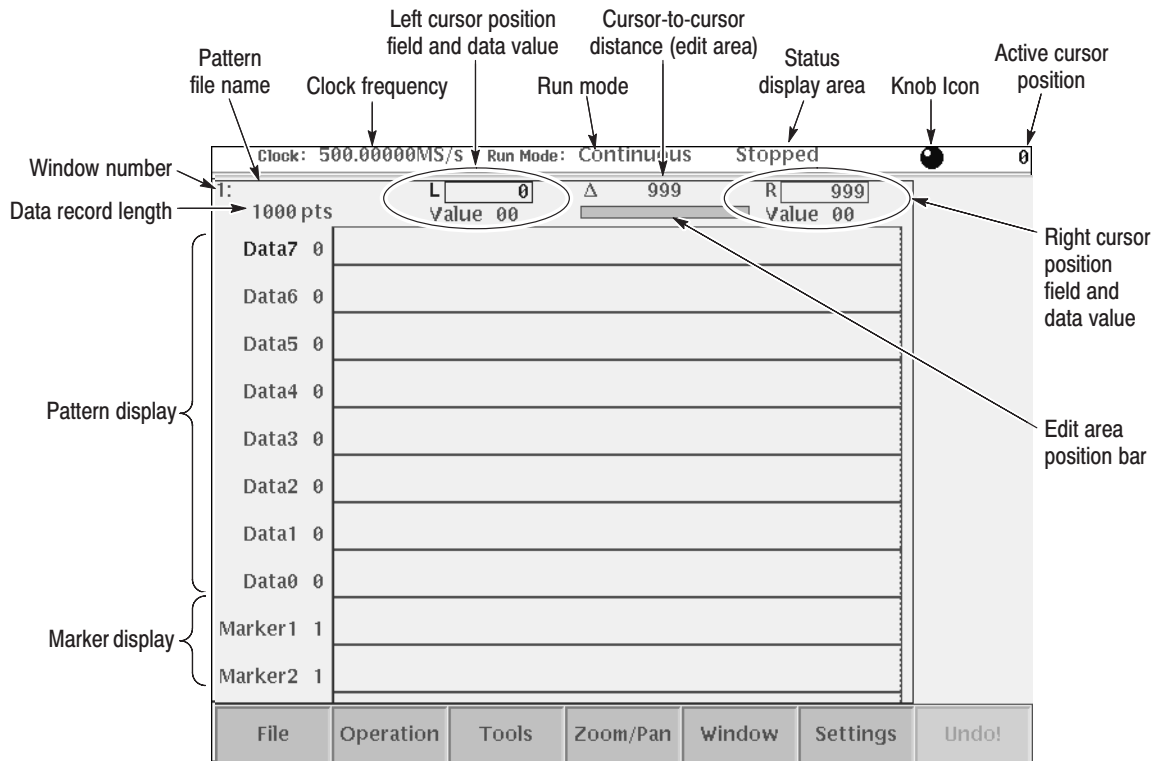 Left cursor position
field and data value
Cursor-to-cursor
distance (edit area)
Pattern
file name
Clock frequency
Run mode
Status
display area
Knob Icon
Active cursor
position
Window number
Data record length
Clock: 500.00000MS/s Run Mode: Continuous Stopped 0
1: L 0 Δ 999 R 999
1000 pts Value 00 Value 00
Data7 0
Data6 0
Data5 0
Data4 0
Data3 0
Data2 0
Data1 0
Data0 0
Marker1 1
Marker2 1
Pattern display
Marker display
Right cursor
position
field and
data value
Edit area
position bar
File Operation Tools Zoom/Pan Window Settings Undo!